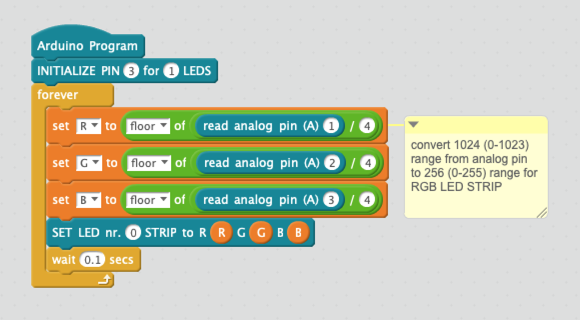 Arduino Program
INITIALIZE PIN 3 for 1 LEDS
forever
set R to floor of read analog pin (A) 1 / 4
set G to floor of read analog pin (A) 2 / 4
set B to floor of read analog pin (A) 3 / 4
SET LED nr. 0 STRIP to R R G G B B
wait 0.1 secs
convert 1024 (0-1023)
range from analog pin
to 256 (0-255) range for
RGB LED STRIP